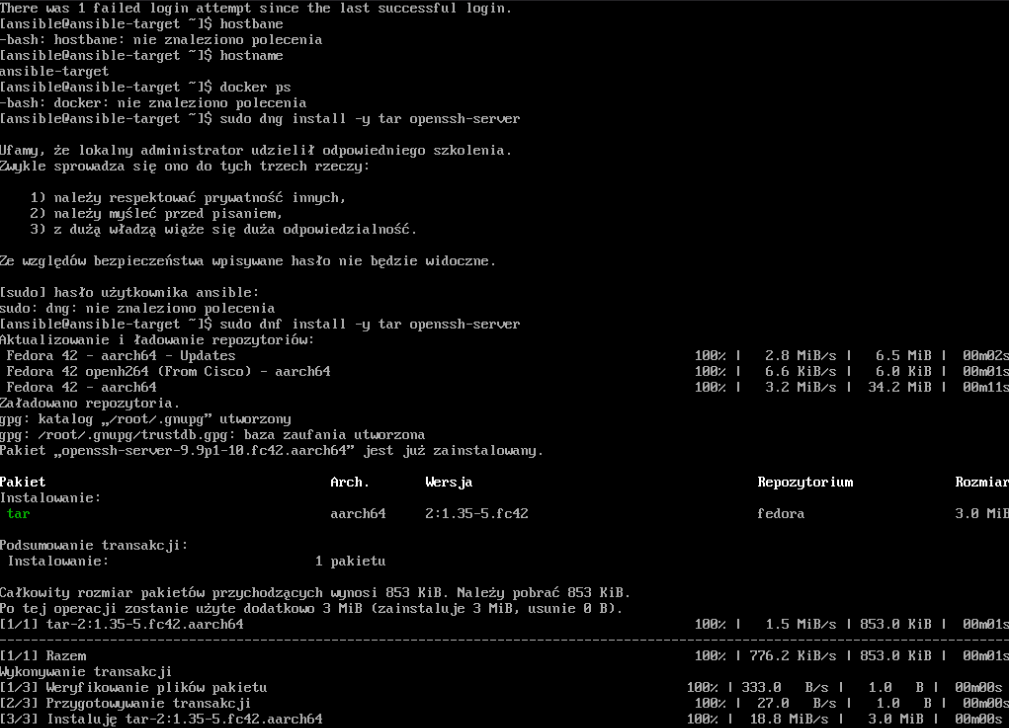 There was 1 failed login attempt since the last successful login.
[ansible@ansible-target ~]$ hostbane
-bash: hostbane: nie znaleziono polecenia
[ansible@ansible-target ~]$ hostname
ansible-target
[ansible@ansible-target ~]$ docker ps
-bash: docker: nie znaleziono polecenia
[ansible@ansible-target ~]$ sudo dng install -y tar openssh-server
Ufamy, że lokalny administrator udzielił odpowiedniego szkolenia.
Zwykle sprowadza się ono do tych trzech rzeczy:
1) należy respektować prywatność innych,
2) należy myśleć przed pisaniem,
3) z dużą władzą wiąże się duża odpowiedzialność.
Ze względów bezpieczeństwa wpisywane hasło nie będzie widoczne.
[sudo] hasło użytkownika ansible:
sudo: dng: nie znaleziono polecenia
[ansible@ansible-target ~]$ sudo dnf install -y tar openssh-server
Aktualizowanie i ładowanie repozytoriów:
Fedora 42 - aarch64 - Updates 100% | 2.8 MiB/s | 6.5 MiB | 00m02s
Fedora 42 openh264 (From Cisco) - aarch64 100% | 6.6 KiB/s | 6.0 KiB | 00m01s
Fedora 42 - aarch64 100% | 3.2 MiB/s | 34.2 MiB | 00m11s
Załadowano repozytoria.
gpg: katalog „/root/.gnupg” utworzony
gpg: /root/.gnupg/trustdb.gpg: baza zaufania utworzona
Pakiet „openssh-server-9.9p1-10.fc42.aarch64” jest już zainstalowany.
Pakiet Arch. Wersja Repozytorium Rozmiar
Instalowanie:
tar aarch64 2:1.35-5.fc42 fedora 3.0 MiB
Podsumowanie transakcji:
Instalowanie: 1 pakietu
Całkowity rozmiar pakietów przychodzących wynosi 853 KiB. Należy pobrać 853 KiB.
Po tej operacji zostanie użyte dodatkowo 3 MiB (zainstaluje 3 MiB, usunie 0 B).
[1/1] tar-2:1.35-5.fc42.aarch64 100% | 1.5 MiB/s | 853.0 KiB | 00m01s
--------------------------------------------------------------------------------
[1/1] Razem 100% | 776.2 KiB/s | 853.0 KiB | 00m01s
Wykonywanie transakcji
[1/3] Weryfikowanie plików pakietu 100% | 333.0 B/s | 1.0 B | 00m00s
[2/3] Przygotowywanie transakcji 100% | 27.0 B/s | 1.0 B | 00m00s
[3/3] Instaluję tar-2:1.35-5.fc42.aarch64 100% | 18.8 MiB/s | 3.0 MiB | 00m00s